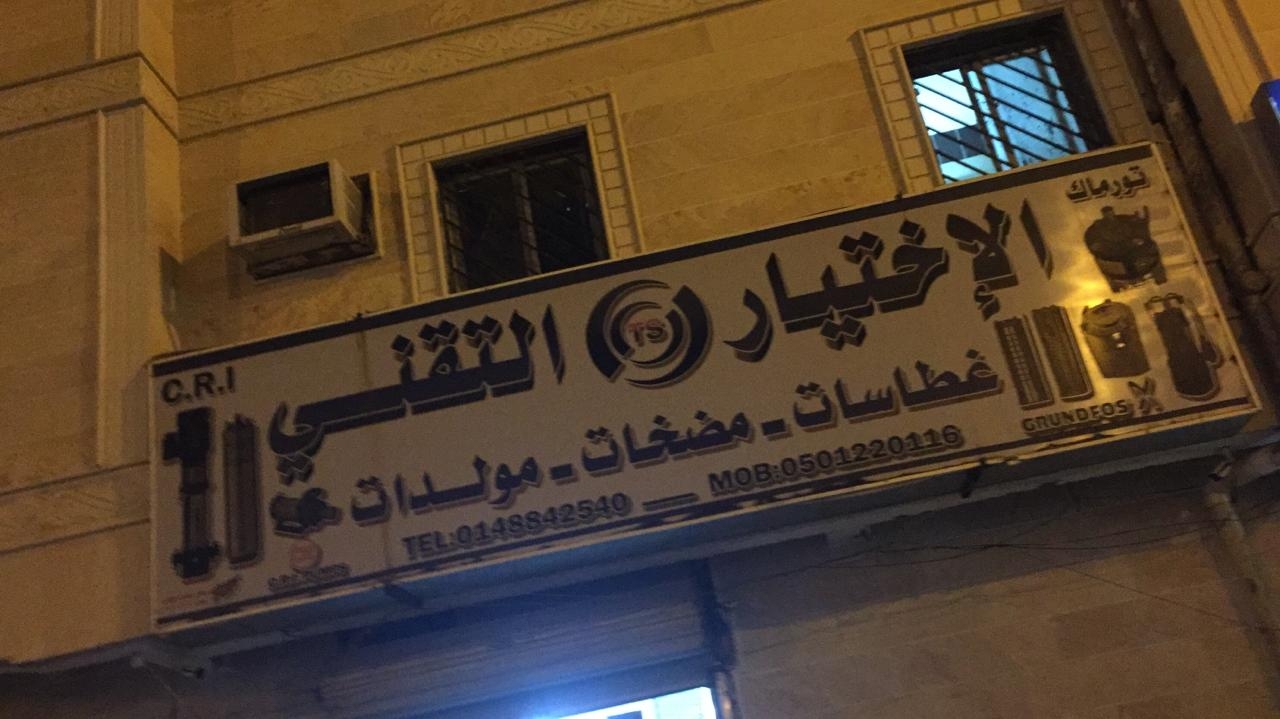 تورماك
الإختيار TS التقني
C.R.I
غطاسات - مضخات - مولدات
GRUNDFOS X
TEL:0148842540 — MOB:0501220116